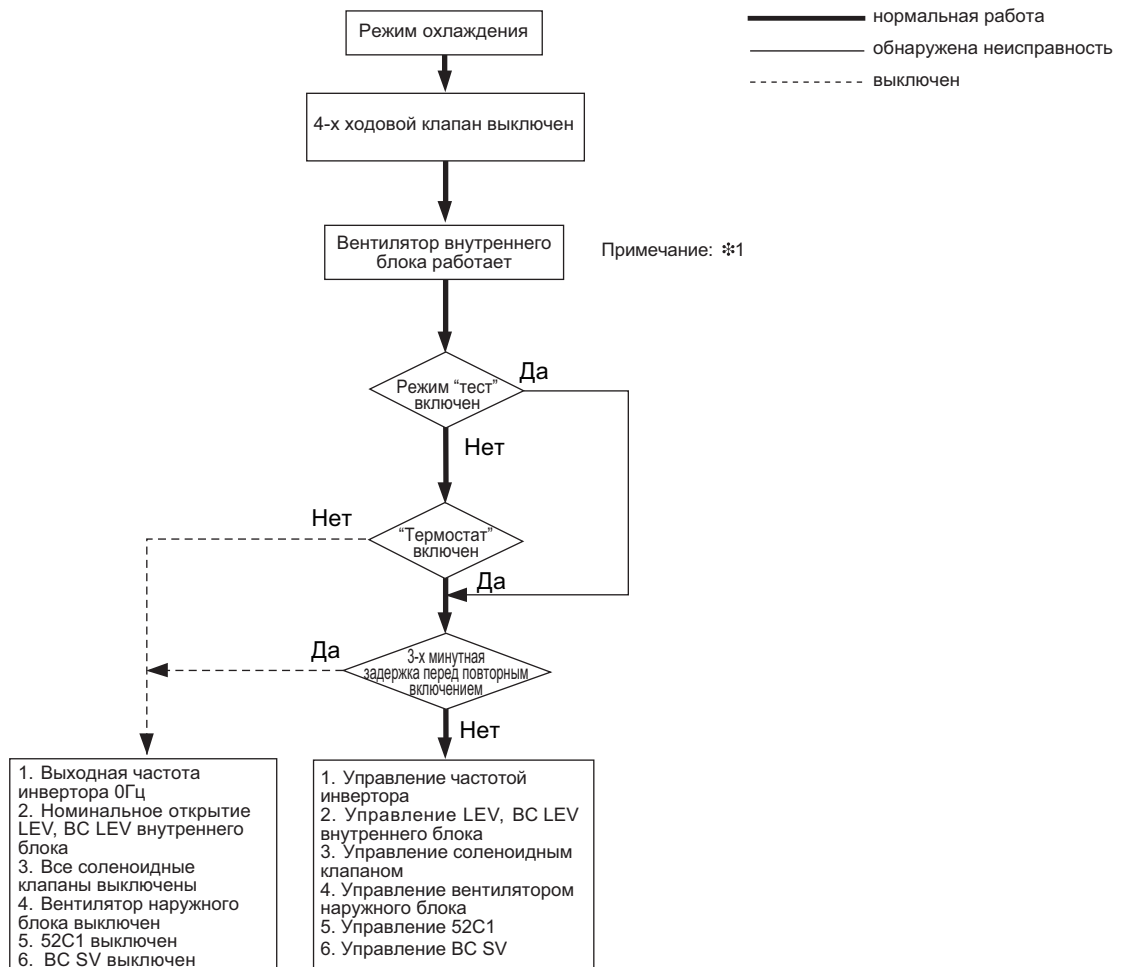 Режим охлаждения
нормальная работа
обнаружена неисправность
выключен
4-х ходовой клапан выключен
Вентилятор внутреннего
блока работает
Примечание: ✻1
Режим “тест”
включен
Да
Нет
“Термостат”
включен
Нет
Да
3-х минутная
задержка перед повторным
включением
Да
Нет
1. Выходная частота
инвертора 0Гц
2. Номинальное открытие
LEV, BC LEV внутреннего
блока
3. Все соленоидные
клапаны выключены
4. Вентилятор наружного
блока выключен
5. 52C1 выключен
6. BC SV выключен
1. Управление частотой
инвертора
2. Управление LEV, BC LEV
внутреннего блока
3. Управление соленоидным
клапаном
4. Управление вентилятором
наружного блока
5. Управление 52C1
6. Управление BC SV